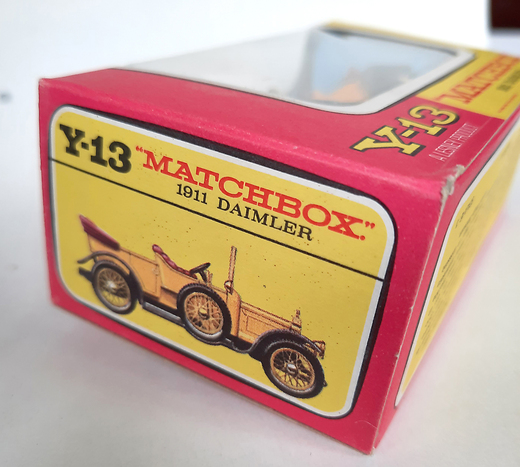 Y-13 "MATCHBOX"
1911 DAIMLER
Y-13 MATCHBOX
A LESNEY PRODUCT